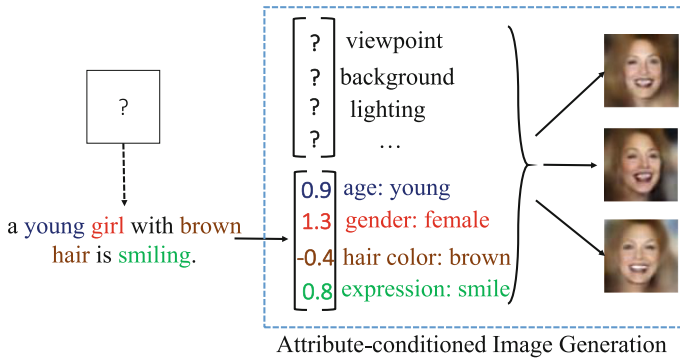 ?
a young girl with brown
hair is smiling.
? viewpoint
? background
? lighting
? ...
0.9 age: young
1.3 gender: female
-0.4 hair color: brown
0.8 expression: smile
Attribute-conditioned Image Generation